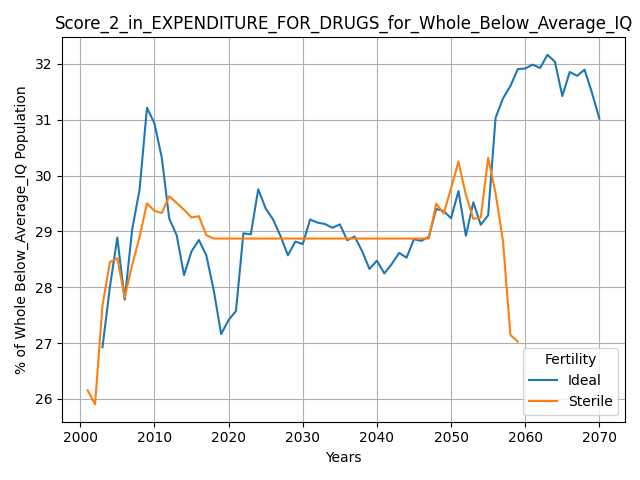 Score_2_in_EXPENDITURE_FOR_DRUGS_for_Whole_Below_Average_IQ
% of Whole Below_Average_IQ Population
32
31
30
29
28
27
26
2000 2010 2020 2030 2040 2050 2060 2070
Years
Fertility
Ideal
Sterile